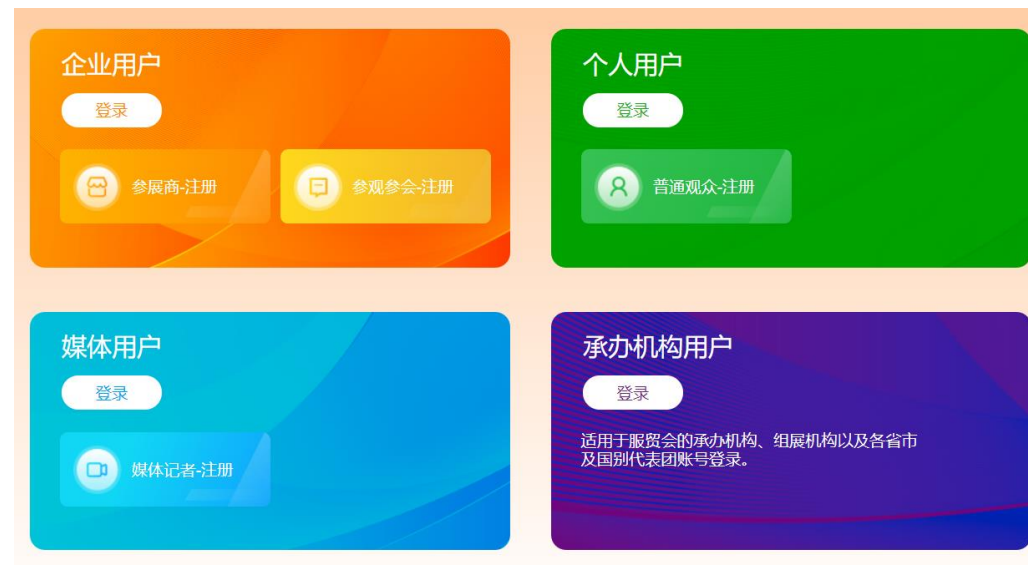 企业用户
登录
参展商-注册
参观参会-注册
个人用户
登录
普通观众-注册
媒体用户
登录
媒体记者-注册
承办机构用户
登录
适用于服贸会的承办机构、组展机构以及各省市
及国别代表团账号登录。